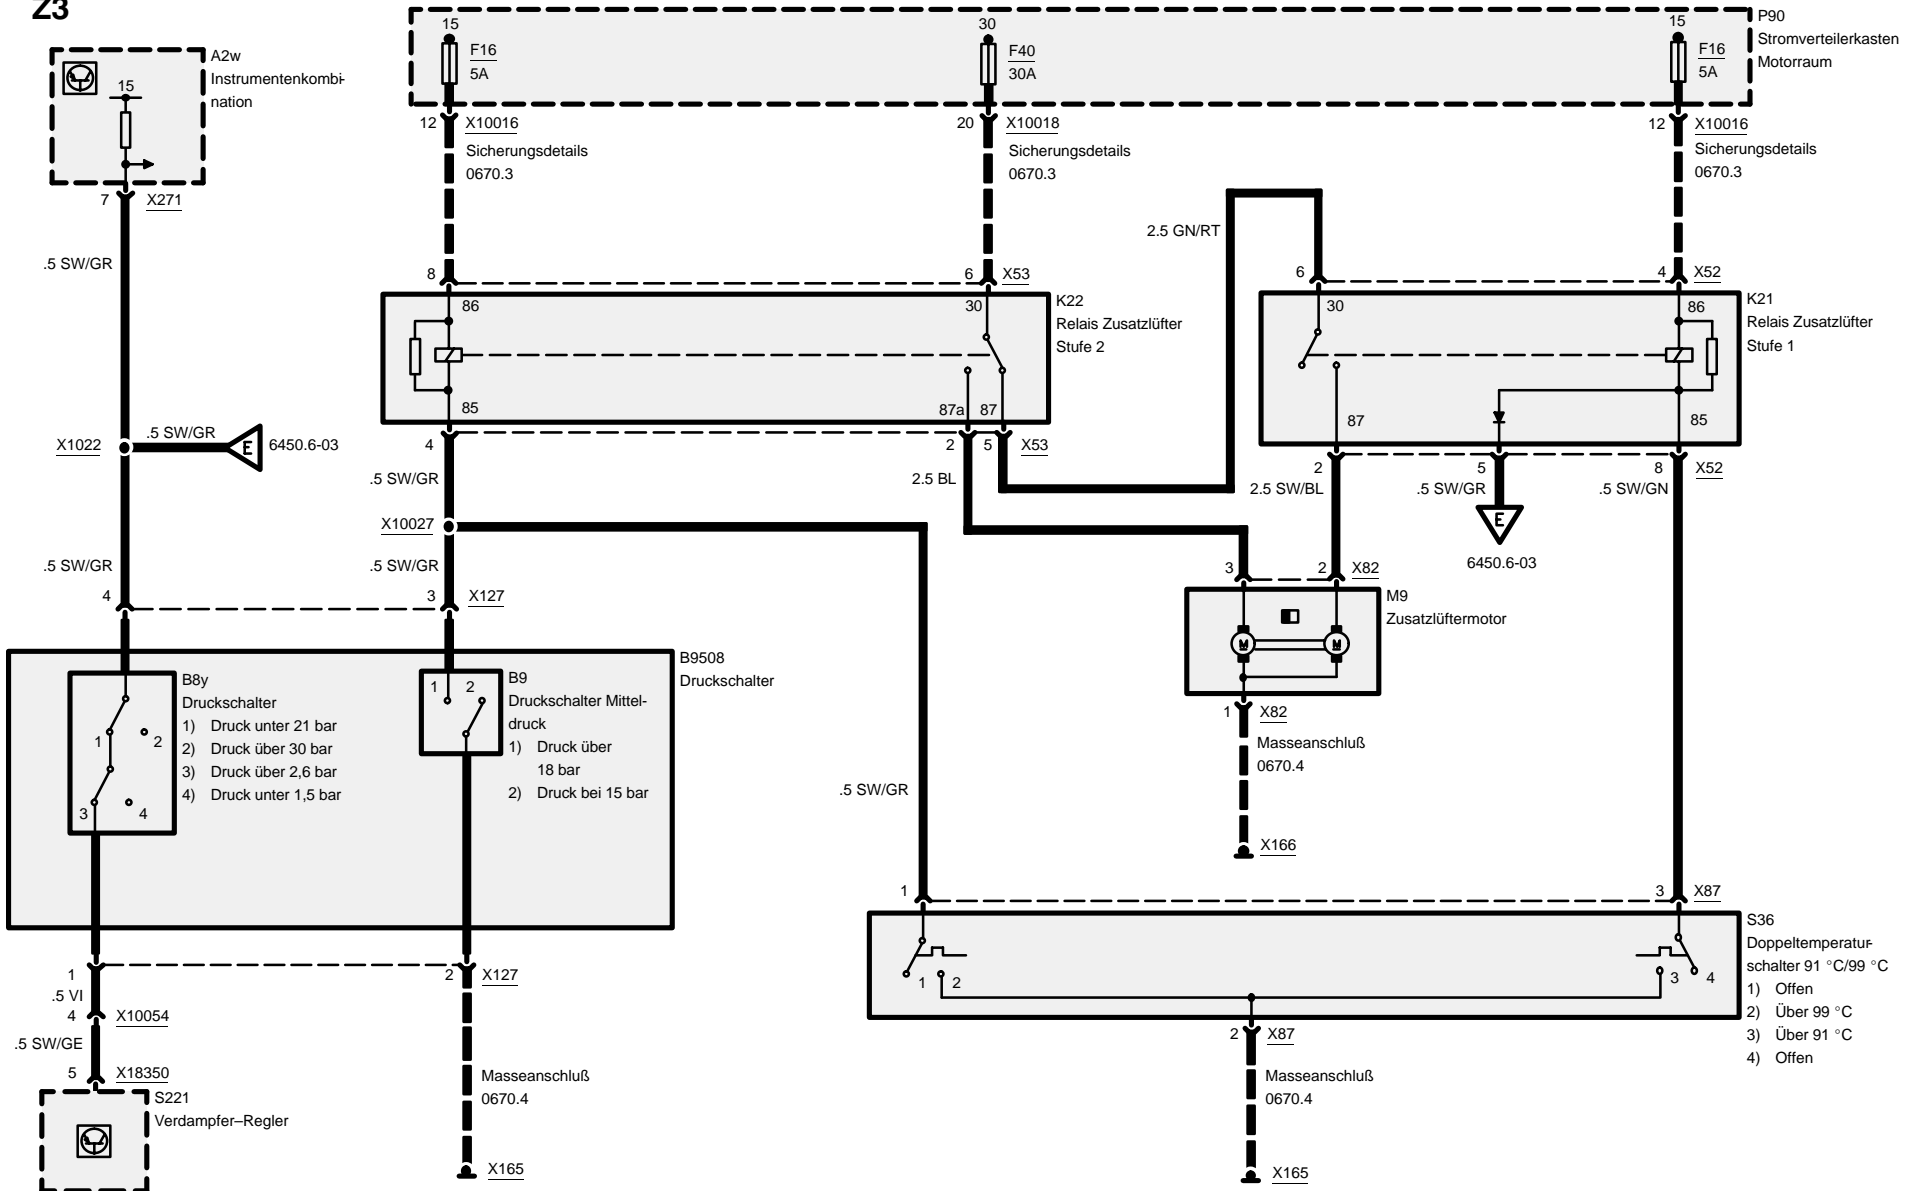 Z3
A2w
Instrumentenkombi-
nation
15
7 X271
.5 SW/GR
X1022
.5 SW/GR
E
6450.6-03
.5 SW/GR
4
15
F16
5A
30
F40
30A
15
F16
5A
P90
Stromverteilerkasten
Motorraum
12 X10016
Sicherungsdetails
0670.3
20 X10018
Sicherungsdetails
0670.3
12 X10016
Sicherungsdetails
0670.3
2.5 GN/RT
8
6 X53
86
30
K22
Relais Zusatzlüfter
Stufe 2
85
87a 87
4
2 5 X53
.5 SW/GR
2.5 BL
X10027
.5 SW/GR
3 X127
6
4 X52
30
86
K21
Relais Zusatzlüfter
Stufe 1
87
85
2
5
8 X52
2.5 SW/BL
.5 SW/GR
.5 SW/GN
E
6450.6-03
3
2 X82
M9
Zusatzlüftermotor
M
M
1 X82
Masseanschluß
0670.4
X166
B9508
Druckschalter
B8y
Druckschalter
1) Druck unter 21 bar
2) Druck über 30 bar
3) Druck über 2,6 bar
4) Druck unter 1,5 bar
1
2
3
4
1 2
B9
Druckschalter Mittel-
druck
1) Druck über
18 bar
2) Druck bei 15 bar
.5 SW/GR
1
3 X87
S36
Doppeltemperatur-
schalter 91 °C/99 °C
1) Offen
2) Über 99 °C
3) Über 91 °C
4) Offen
1 2
3 4
2 X87
Masseanschluß
0670.4
X165
1
.5 VI
4 X10054
.5 SW/GE
5 X18350
S221
Verdampfer–Regler
2 X127
Masseanschluß
0670.4
X165